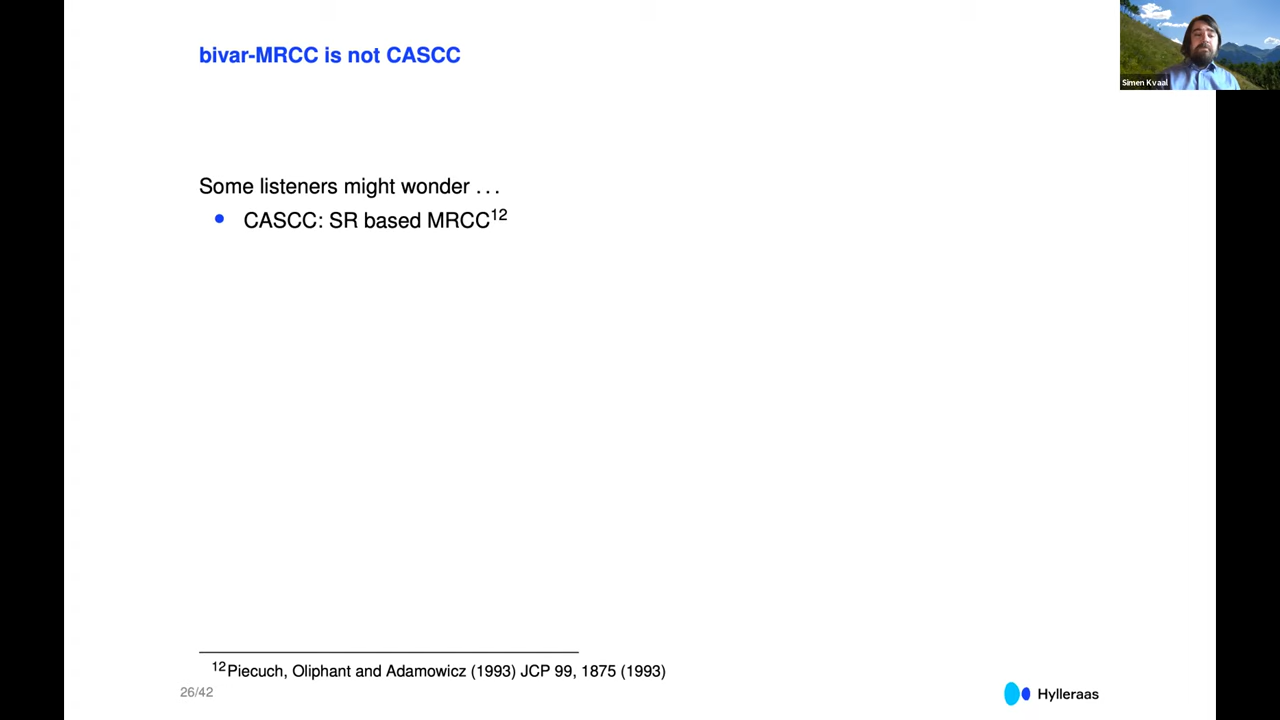 bivar-MRCC is not CASCC
Simen Kvaal
Some listeners might wonder . . .
• CASCC: SR based MRCC12
12Piecuch, Oliphant and Adamowicz (1993) JCP 99, 1875 (1993)
26/42
Hylleraas